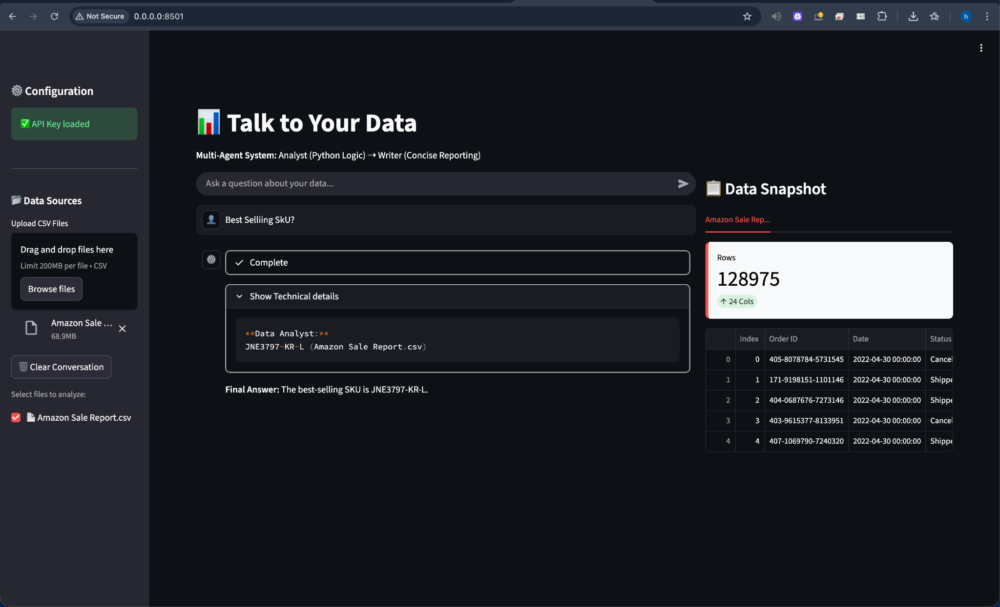 Not Secure
0.0.0.0:8501
h
⚙️ Configuration
✅ API Key loaded
📂 Data Sources
Upload CSV Files
Drag and drop files here
Limit 200MB per file • CSV
Browse files
Amazon Sale ...
68.9MB
🗑️ Clear Conversation
Select files to analyze:
📄 Amazon Sale Report.csv
📊 Talk to Your Data
Multi-Agent System: Analyst (Python Logic) → Writer (Concise Reporting)
Ask a question about your data...
👤 Best Selliing SkU?
Complete
Show Technical details
**Data Analyst:**
JNE3797-KR-L (Amazon Sale Report.csv)
Final Answer: The best-selling SKU is JNE3797-KR-L.
📋 Data Snapshot
Amazon Sale Rep...
Rows
128975
↑ 24 Cols
index Order ID Date Status
0 0 405-8078784-5731545 2022-04-30 00:00:00 Cancel
1 1 171-9198151-1101146 2022-04-30 00:00:00 Shippe
2 2 404-0687676-7273146 2022-04-30 00:00:00 Shippe
3 3 403-9615377-8133951 2022-04-30 00:00:00 Cancel
4 4 407-1069790-7240320 2022-04-30 00:00:00 Shippe